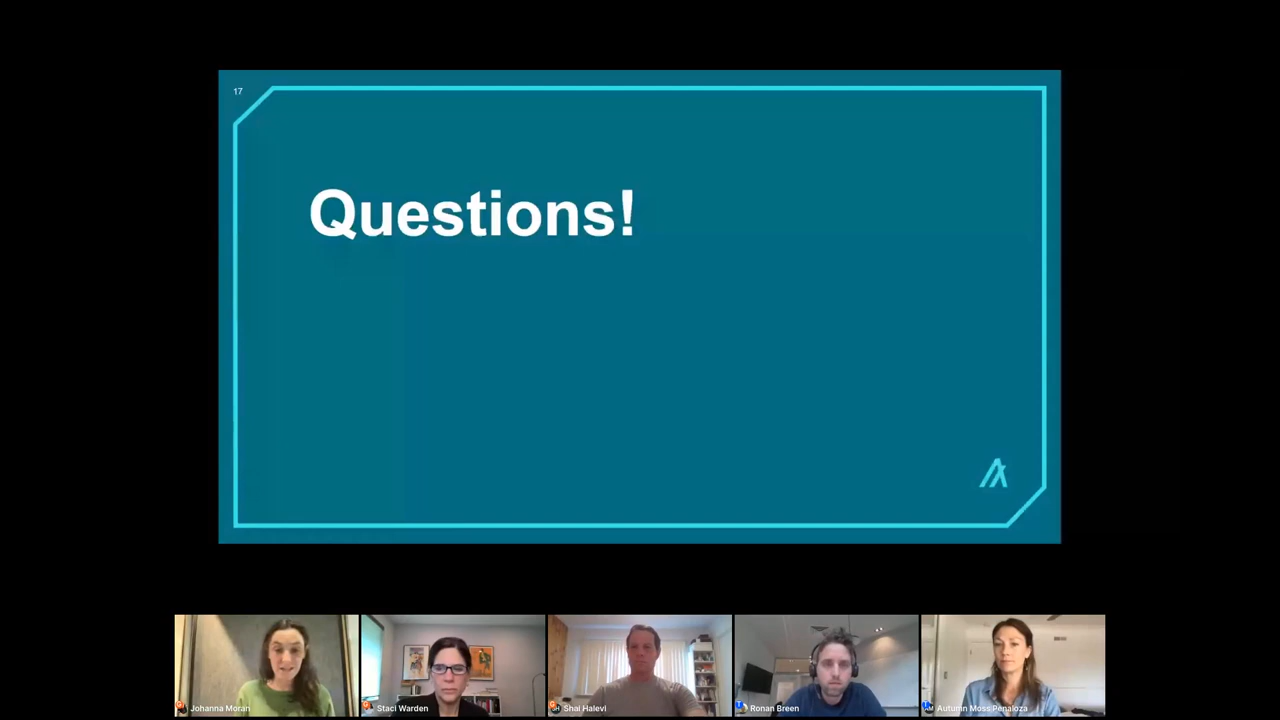 17
Questions!
Johanna Moran
Staci Warden
Shai Halevi
Ronan Breen
Autumn Moss Penaloza